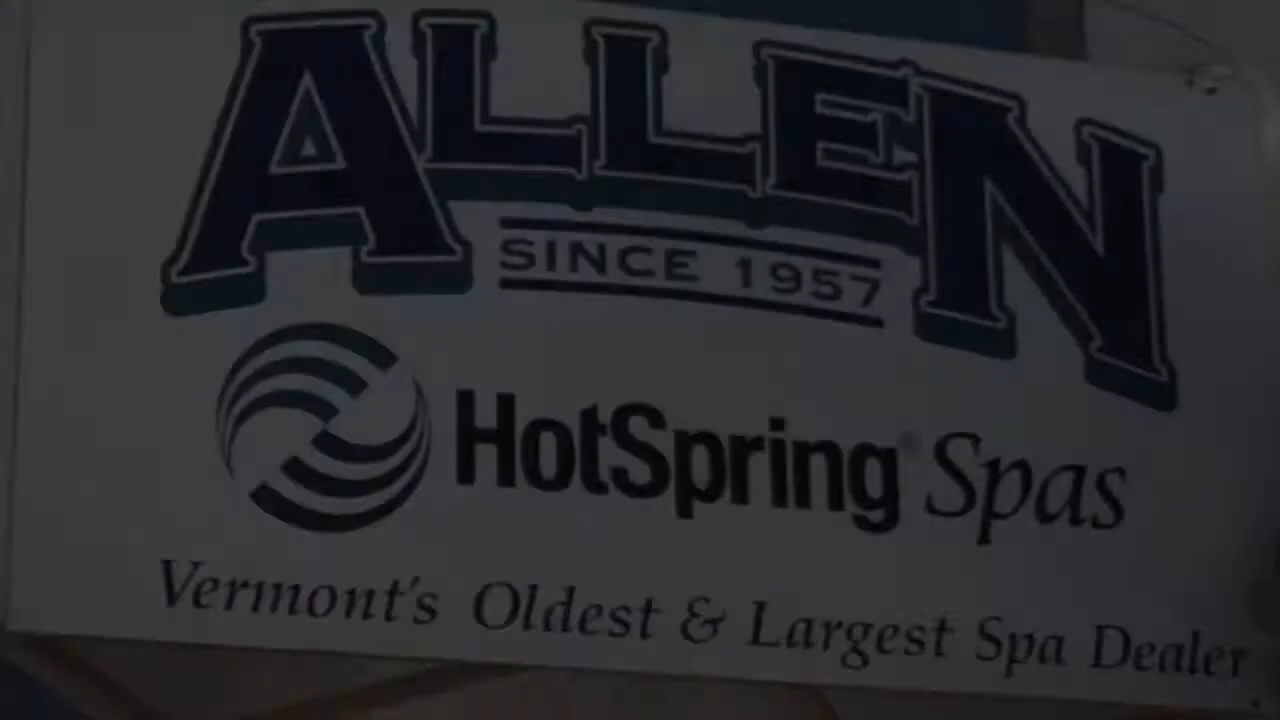 ALLEN
SINCE 1957
HotSpring® Spas
Vermont's Oldest & Largest Spa Dealer